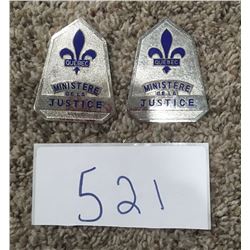 QUEBEC
MINISTERE
DE LA
JUSTICE
QUEBEC
MINISTERE
DE LA
JUSTICE
521